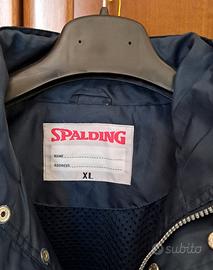 SPALDING
NAME
ADDRESS
XL
subito